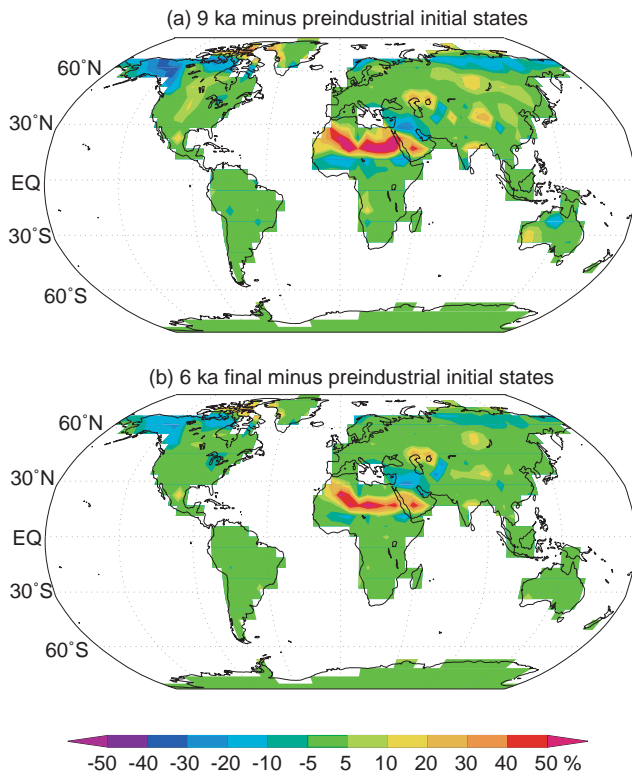 (a) 9 ka minus preindustrial initial states
60˚N
30˚N
EQ
30˚S
60˚S
(b) 6 ka final minus preindustrial initial states
60˚N
30˚N
EQ
30˚S
60˚S
-50 -40 -30 -20 -10 -5 5 10 20 30 40 50 %